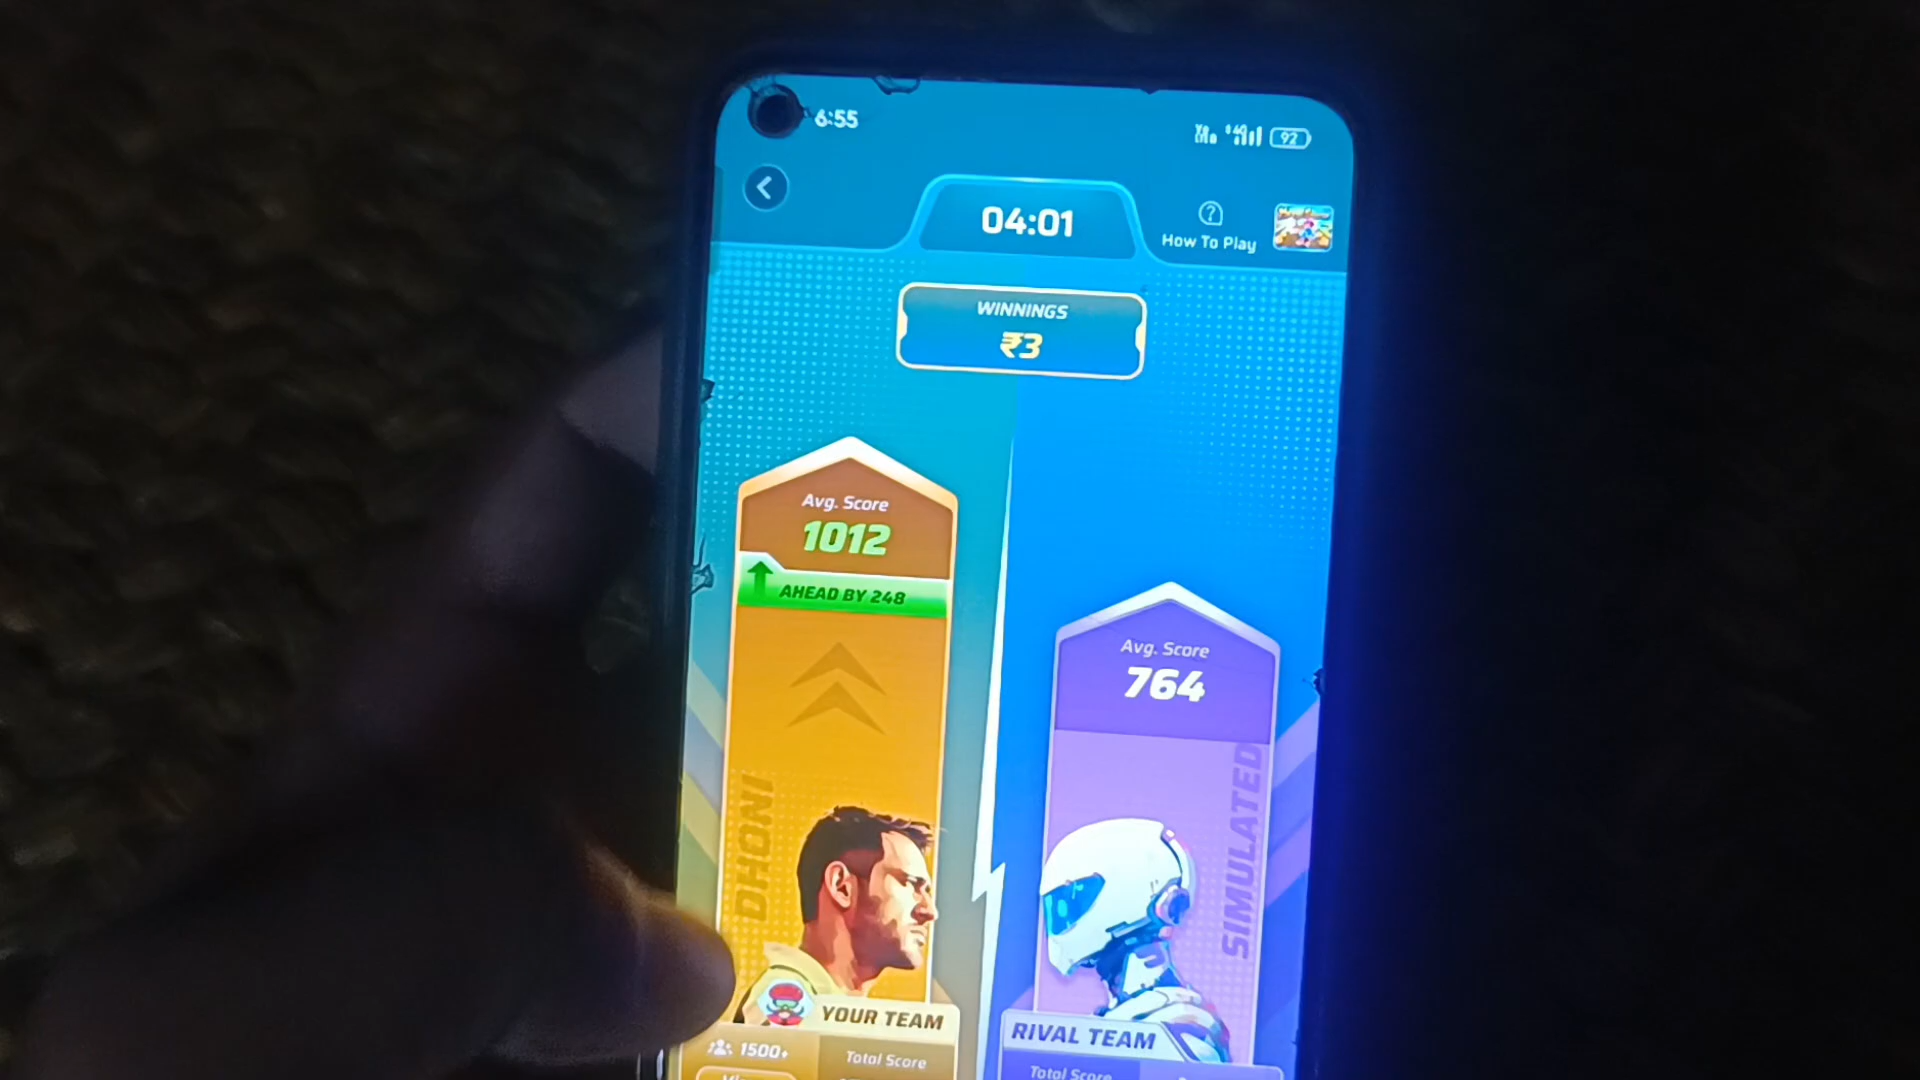 6:55
92
04:01
How To Play
WINNINGS
₹3
Avg. Score
1012
AHEAD BY 248
Avg. Score
764
DHONI
SIMULATED
YOUR TEAM
RIVAL TEAM
1500+
Total Score
Total Score